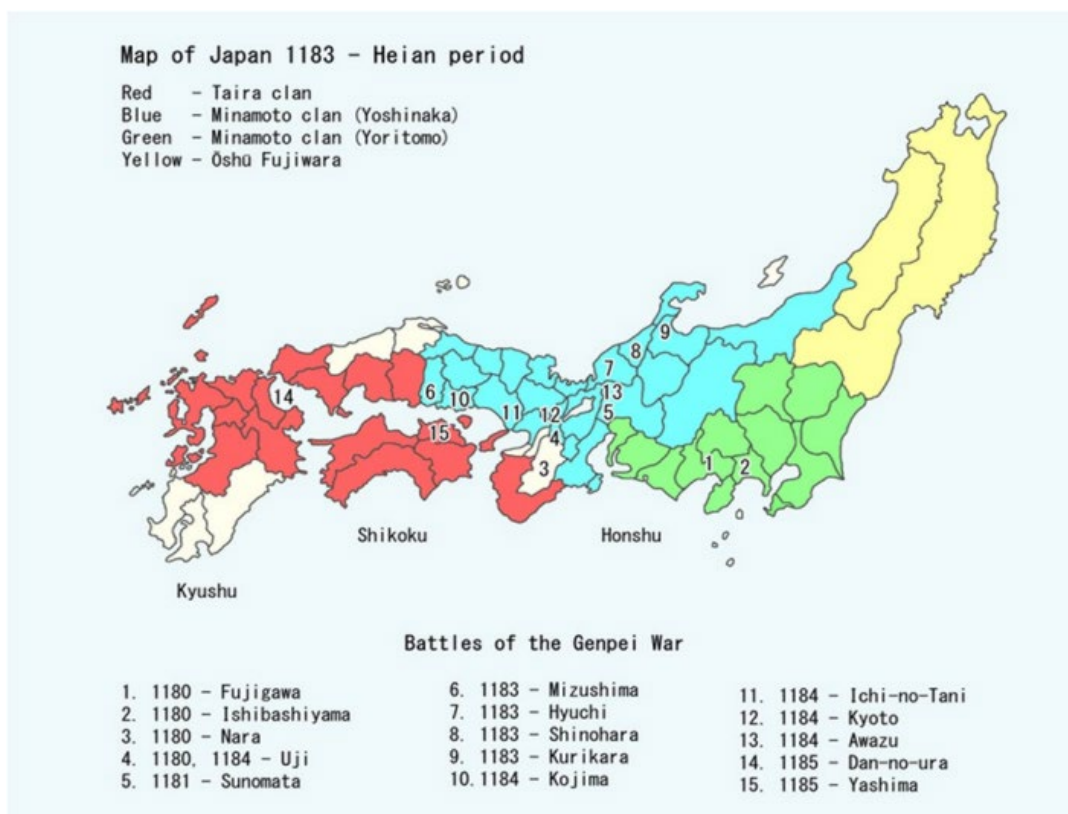 Map of Japan 1183 – Heian period
Red – Taira clan
Blue – Minamoto clan (Yoshinaka)
Green – Minamoto clan (Yoritomo)
Yellow – Ōshū Fujiwara
9
8
7
14
6
10
13
11
12
5
15
4
3
1
2
Shikoku
Honshu
Kyushu
Battles of the Genpei War
1. 1180 – Fujigawa
2. 1180 – Ishibashiyama
3. 1180 – Nara
4. 1180, 1184 – Uji
5. 1181 – Sunomata
6. 1183 – Mizushima
7. 1183 – Hyuchi
8. 1183 – Shinohara
9. 1183 – Kurikara
10. 1184 – Kojima
11. 1184 – Ichi-no-Tani
12. 1184 – Kyoto
13. 1184 – Awazu
14. 1185 – Dan-no-ura
15. 1185 – Yashima